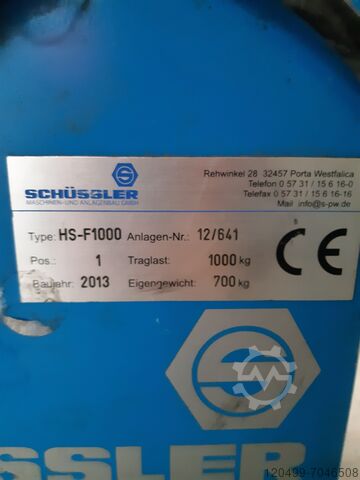 Rehwinkel 28 32457 Porta Westfalica
Telefon 0 57 31 / 15 6 16-0
Telefax 0 57 31 / 15 6 16-16
Mail info@s-pw.de
SCHÜSSLER
MASCHINEN- UND ANLAGENBAU GMBH
Type: HS-F1000 Anlagen-Nr.: 12/641
Pos.: 1 Traglast: 1000 kg
Baujahr: 2013 Eigengewicht: 700 kg
CE
SSLER
120499-7046508